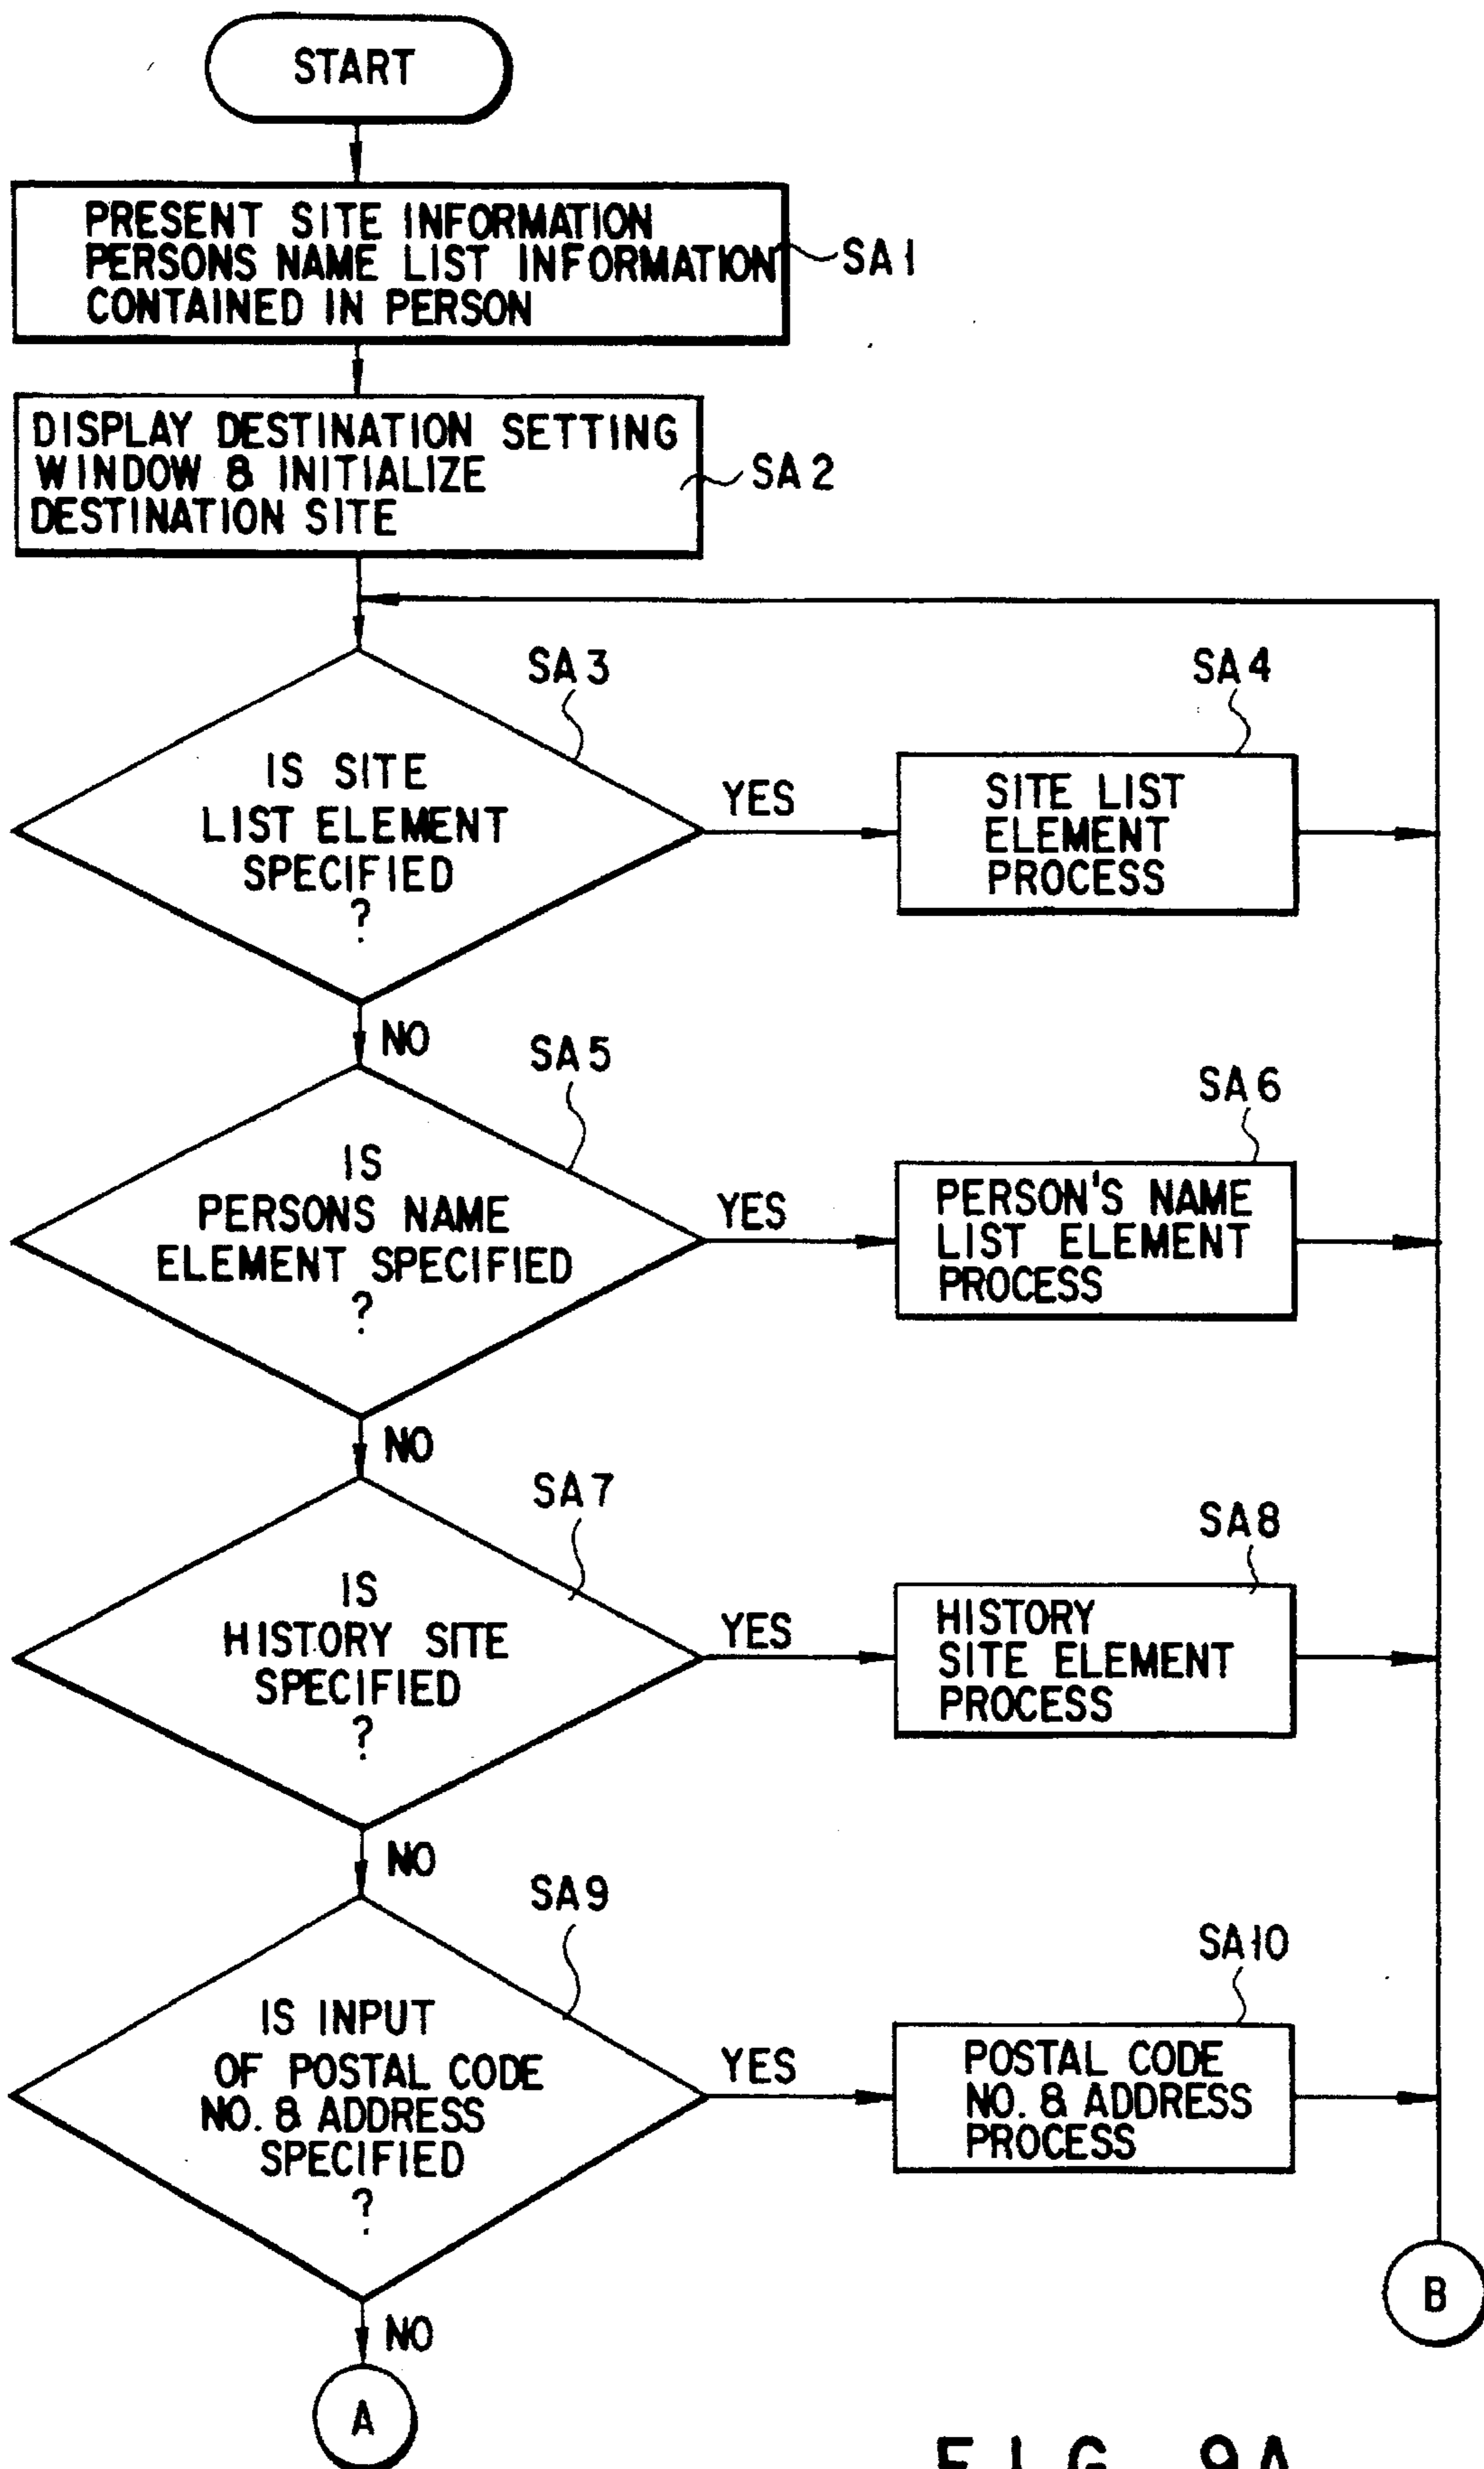 START
PRESENT SITE INFORMATION
PERSONS NAME LIST INFORMATION
CONTAINED IN PERSON
SA1
DISPLAY DESTINATION SETTING
WINDOW & INITIALIZE
DESTINATION SITE
SA2
SA3
IS SITE
LIST ELEMENT
SPECIFIED
?
YES
SA4
SITE LIST
ELEMENT
PROCESS
NO
SA5
IS
PERSONS NAME
ELEMENT SPECIFIED
?
YES
SA6
PERSON'S NAME
LIST ELEMENT
PROCESS
NO
SA7
IS
HISTORY SITE
SPECIFIED
?
YES
SA8
HISTORY
SITE ELEMENT
PROCESS
NO
SA9
IS INPUT
OF POSTAL CODE
NO. & ADDRESS
SPECIFIED
?
YES
SA10
POSTAL CODE
NO. & ADDRESS
PROCESS
B
NO
A
FIG. 9A